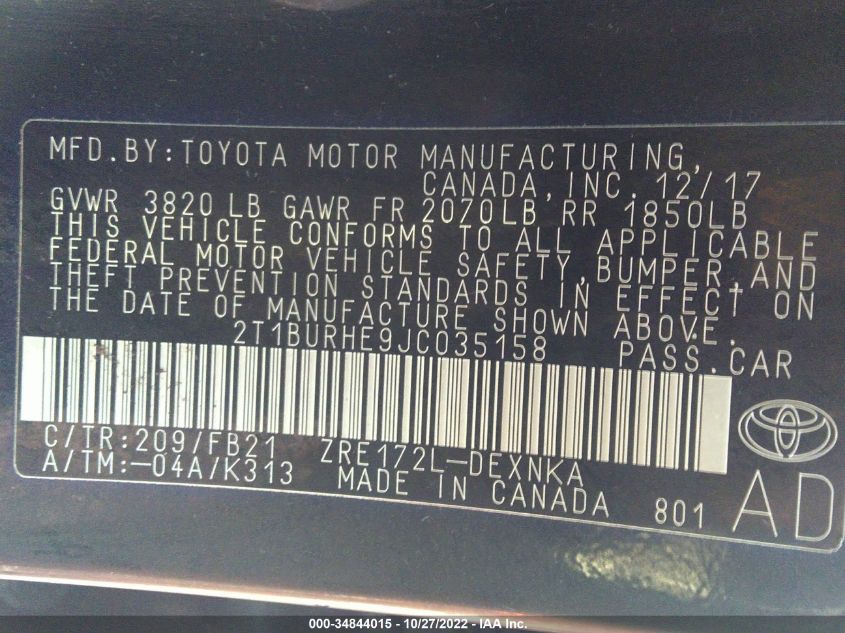 MFD.BY:TOYOTA MOTOR MANUFACTURING,
CANADA,INC. 12/17
GVWR 3820 LB GAWR FR 2070LB RR 1850LB
THIS VEHICLE CONFORMS TO ALL APPLICABLE
FEDERAL MOTOR VEHICLE SAFETY,BUMPER,AND
THEFT PREVENTION STANDARDS IN EFFECT ON
THE DATE OF MANUFACTURE SHOWN ABOVE.
2T1BURHE9JC035158 PASS.CAR
C/TR:209/FB21 ZRE172L-DEXNKA
A/TM:-04A/K313 MADE IN CANADA 801 AD
000-34844015 - 10/27/2022 - IAA Inc.